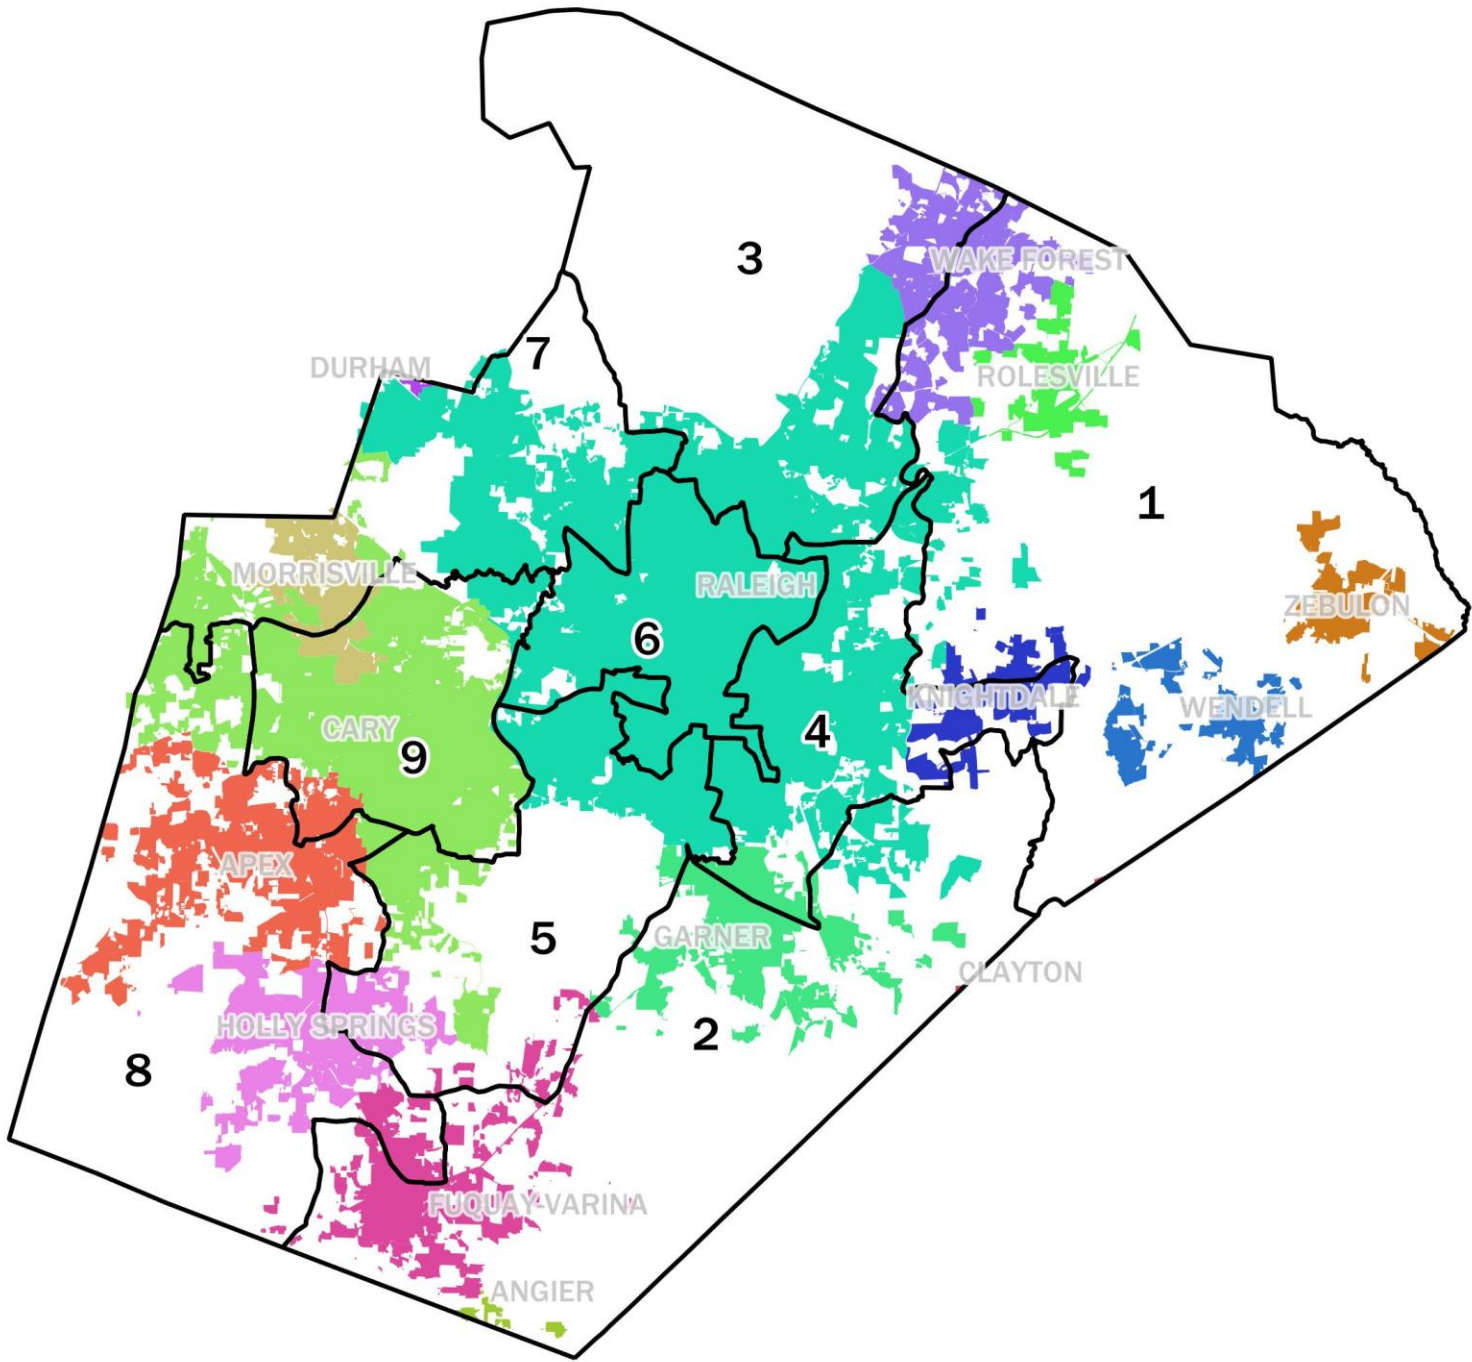 3
WAKE FOREST
7
DURHAM
ROLESVILLE
1
MORRISVILLE
RALEIGH
ZEBULON
6
KNIGHTDALE
WENDELL
CARY
4
9
APEX
5
GARNER
CLAYTON
HOLLY SPRINGS
2
8
FUQUAY-VARINA
ANGIER